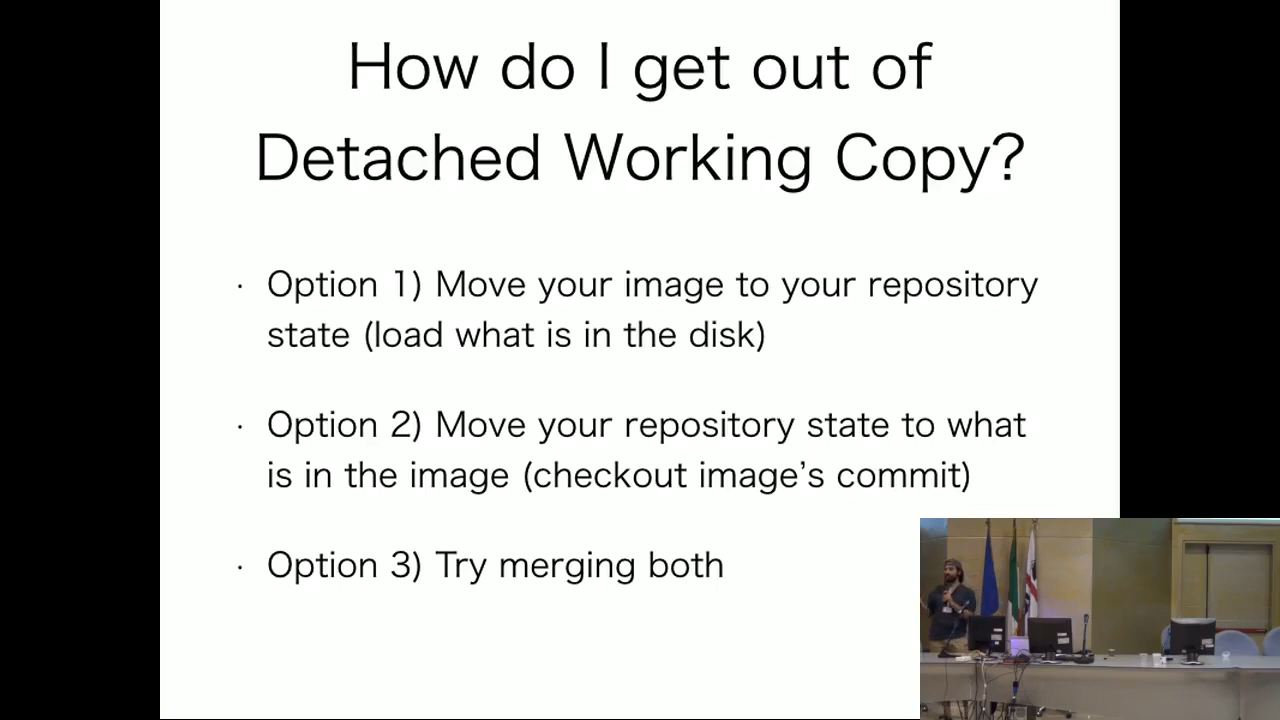 How do I get out of
Detached Working Copy?
· Option 1) Move your image to your repository
state (load what is in the disk)
· Option 2) Move your repository state to what
is in the image (checkout image’s commit)
· Option 3) Try merging both